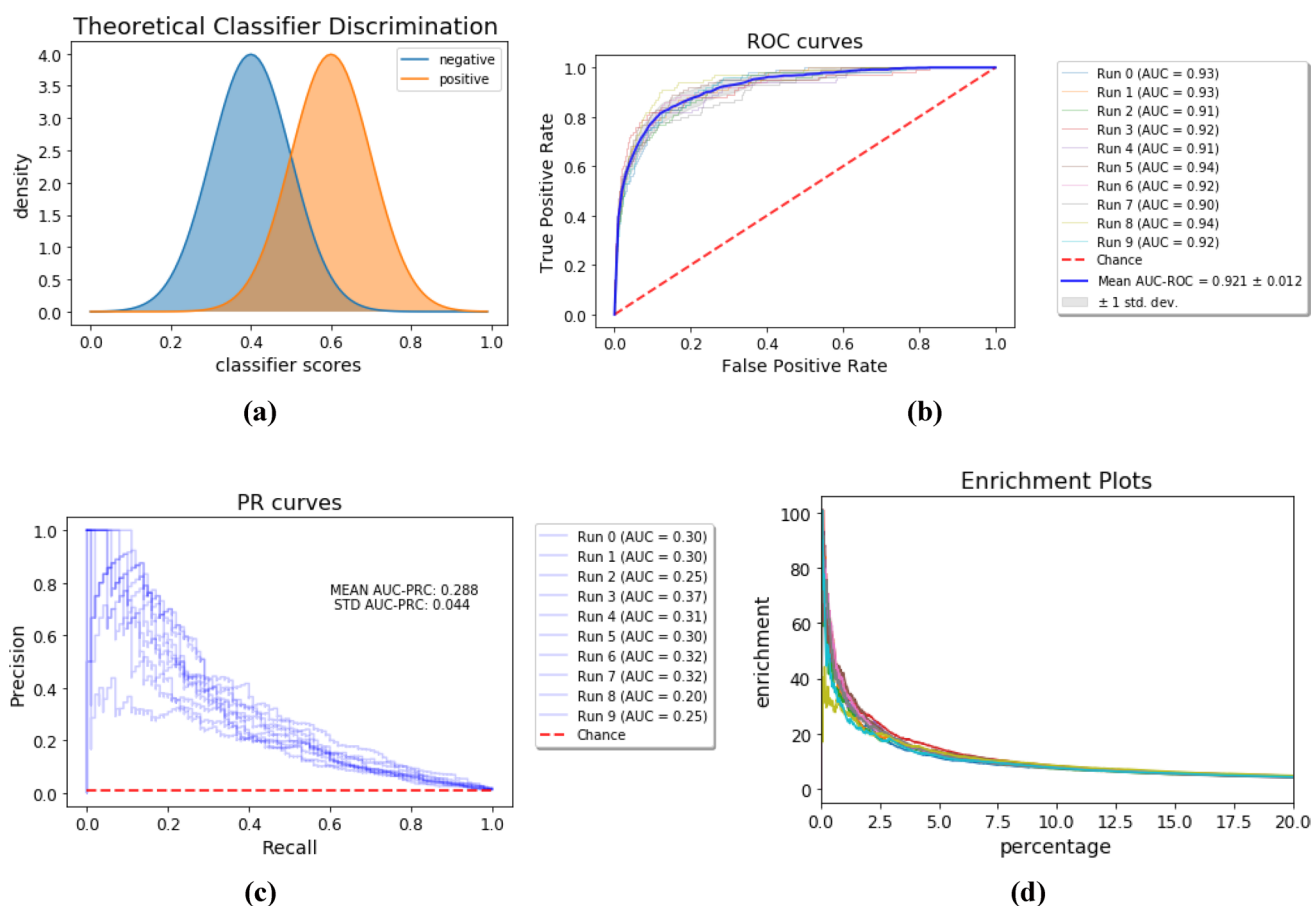 Theoretical Classifier Discrimination
4.0
3.5
3.0
2.5
2.0
1.5
1.0
0.5
0.0
density
negative
positive
0.0 0.2 0.4 0.6 0.8 1.0
classifier scores
(a)
ROC curves
1.0
0.8
0.6
0.4
0.2
0.0
True Positive Rate
0.0 0.2 0.4 0.6 0.8 1.0
False Positive Rate
Run 0 (AUC = 0.93)
Run 1 (AUC = 0.93)
Run 2 (AUC = 0.91)
Run 3 (AUC = 0.92)
Run 4 (AUC = 0.91)
Run 5 (AUC = 0.94)
Run 6 (AUC = 0.92)
Run 7 (AUC = 0.90)
Run 8 (AUC = 0.94)
Run 9 (AUC = 0.92)
Chance
Mean AUC-ROC = 0.921 ± 0.012
± 1 std. dev.
(b)
PR curves
1.0
0.8
0.6
0.4
0.2
0.0
Precision
MEAN AUC-PRC: 0.288
STD AUC-PRC: 0.044
0.0 0.2 0.4 0.6 0.8 1.0
Recall
Run 0 (AUC = 0.30)
Run 1 (AUC = 0.30)
Run 2 (AUC = 0.25)
Run 3 (AUC = 0.37)
Run 4 (AUC = 0.31)
Run 5 (AUC = 0.30)
Run 6 (AUC = 0.32)
Run 7 (AUC = 0.32)
Run 8 (AUC = 0.20)
Run 9 (AUC = 0.25)
Chance
(c)
Enrichment Plots
100
80
60
40
20
0
enrichment
0.0 2.5 5.0 7.5 10.0 12.5 15.0 17.5 20.0
percentage
(d)